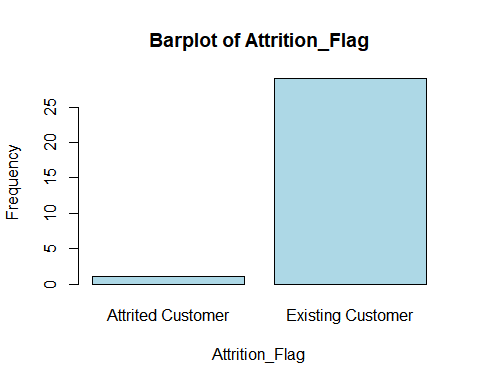 Barplot of Attrition_Flag
Frequency
25
20
15
10
5
0
Attrited Customer
Existing Customer
Attrition_Flag